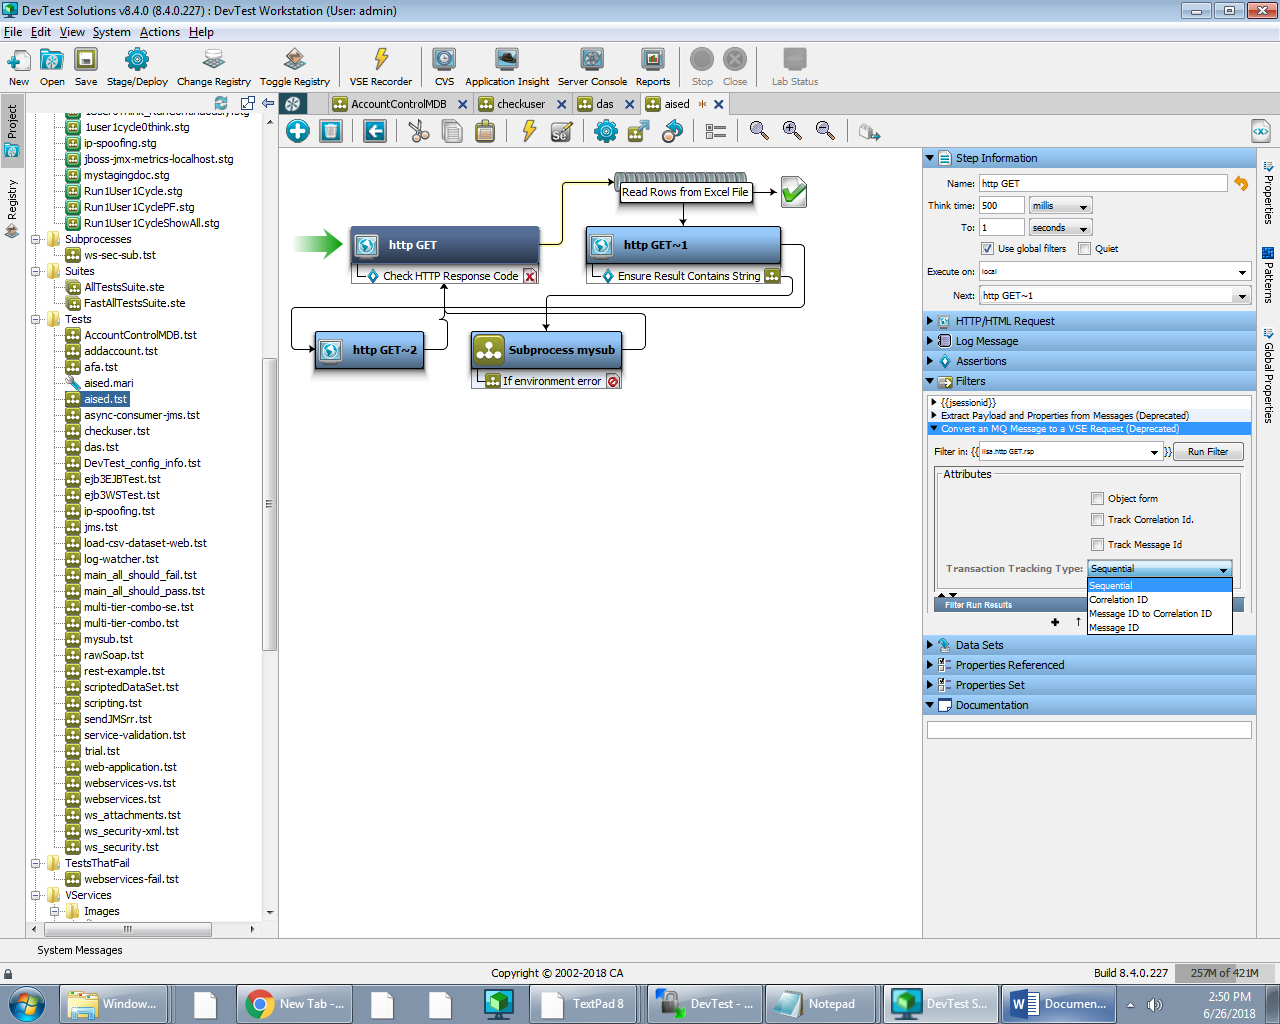 DevTest Solutions v8.4.0 (8.4.0.227) : DevTest Workstation (User: admin)
File Edit View System Actions Help
New Open Save Stage/Deploy Change Registry Toggle Registry VSE Recorder CVS Application Insight Server Console Reports Stop Close Lab Status
Project
Registry
1user1cycle0think.stg
ip-spoofing.stg
jboss-jmx-metrics-localhost.stg
mystagingdoc.stg
Run1User1Cycle.stg
Run1User1CyclePF.stg
Run1User1CycleShowAll.stg
Subprocesses
ws-sec-sub.tst
Suites
AllTestsSuite.ste
FastAllTestsSuite.ste
Tests
AccountControlMDB.tst
addaccount.tst
afa.tst
aised.mari
aised.tst
async-consumer-jms.tst
checkuser.tst
das.tst
DevTest_config_info.tst
ejb3EJBTest.tst
ejb3WSTest.tst
ip-spoofing.tst
jms.tst
load-csv-dataset-web.tst
log-watcher.tst
main_all_should_fail.tst
main_all_should_pass.tst
multi-tier-combo-se.tst
multi-tier-combo.tst
mysub.tst
rawSoap.tst
rest-example.tst
scriptedDataSet.tst
scripting.tst
sendJMSrr.tst
service-validation.tst
trial.tst
web-application.tst
webservices-vs.tst
webservices.tst
ws_attachments.tst
ws_security-xml.tst
ws_security.tst
TestsThatFail
webservices-fail.tst
VServices
Images
AccountControlMDB checkuser das aised
Read Rows from Excel File
http GET
Check HTTP Response Code
http GET~1
Ensure Result Contains String
http GET~2
Subprocess mysub
If environment error
Step Information
Name: http GET
Think time: 500 millis
To: 1 seconds
Use global filters Quiet
Execute on: local
Next: http GET~1
HTTP/HTML Request
Log Message
Assertions
Filters
{{jsessionid}}
Extract Payload and Properties from Messages (Deprecated)
Convert an MQ Message to a VSE Request (Deprecated)
Filter in: {{ lisa.http GET.rsp }} Run Filter
Attributes
Object form
Track Correlation Id.
Track Message Id
Transaction Tracking Type: Sequential
Sequential
Correlation ID
Message ID to Correlation ID
Message ID
Filter Run Results
Data Sets
Properties Referenced
Properties Set
Documentation
Properties
Patterns
Global Properties
System Messages
Copyright © 2002-2018 CA
Build 8.4.0.227 257M of 421M
Window... New Tab -... TextPad 8 DevTest - ... Notepad DevTest S... Documen...
2:50 PM
6/26/2018